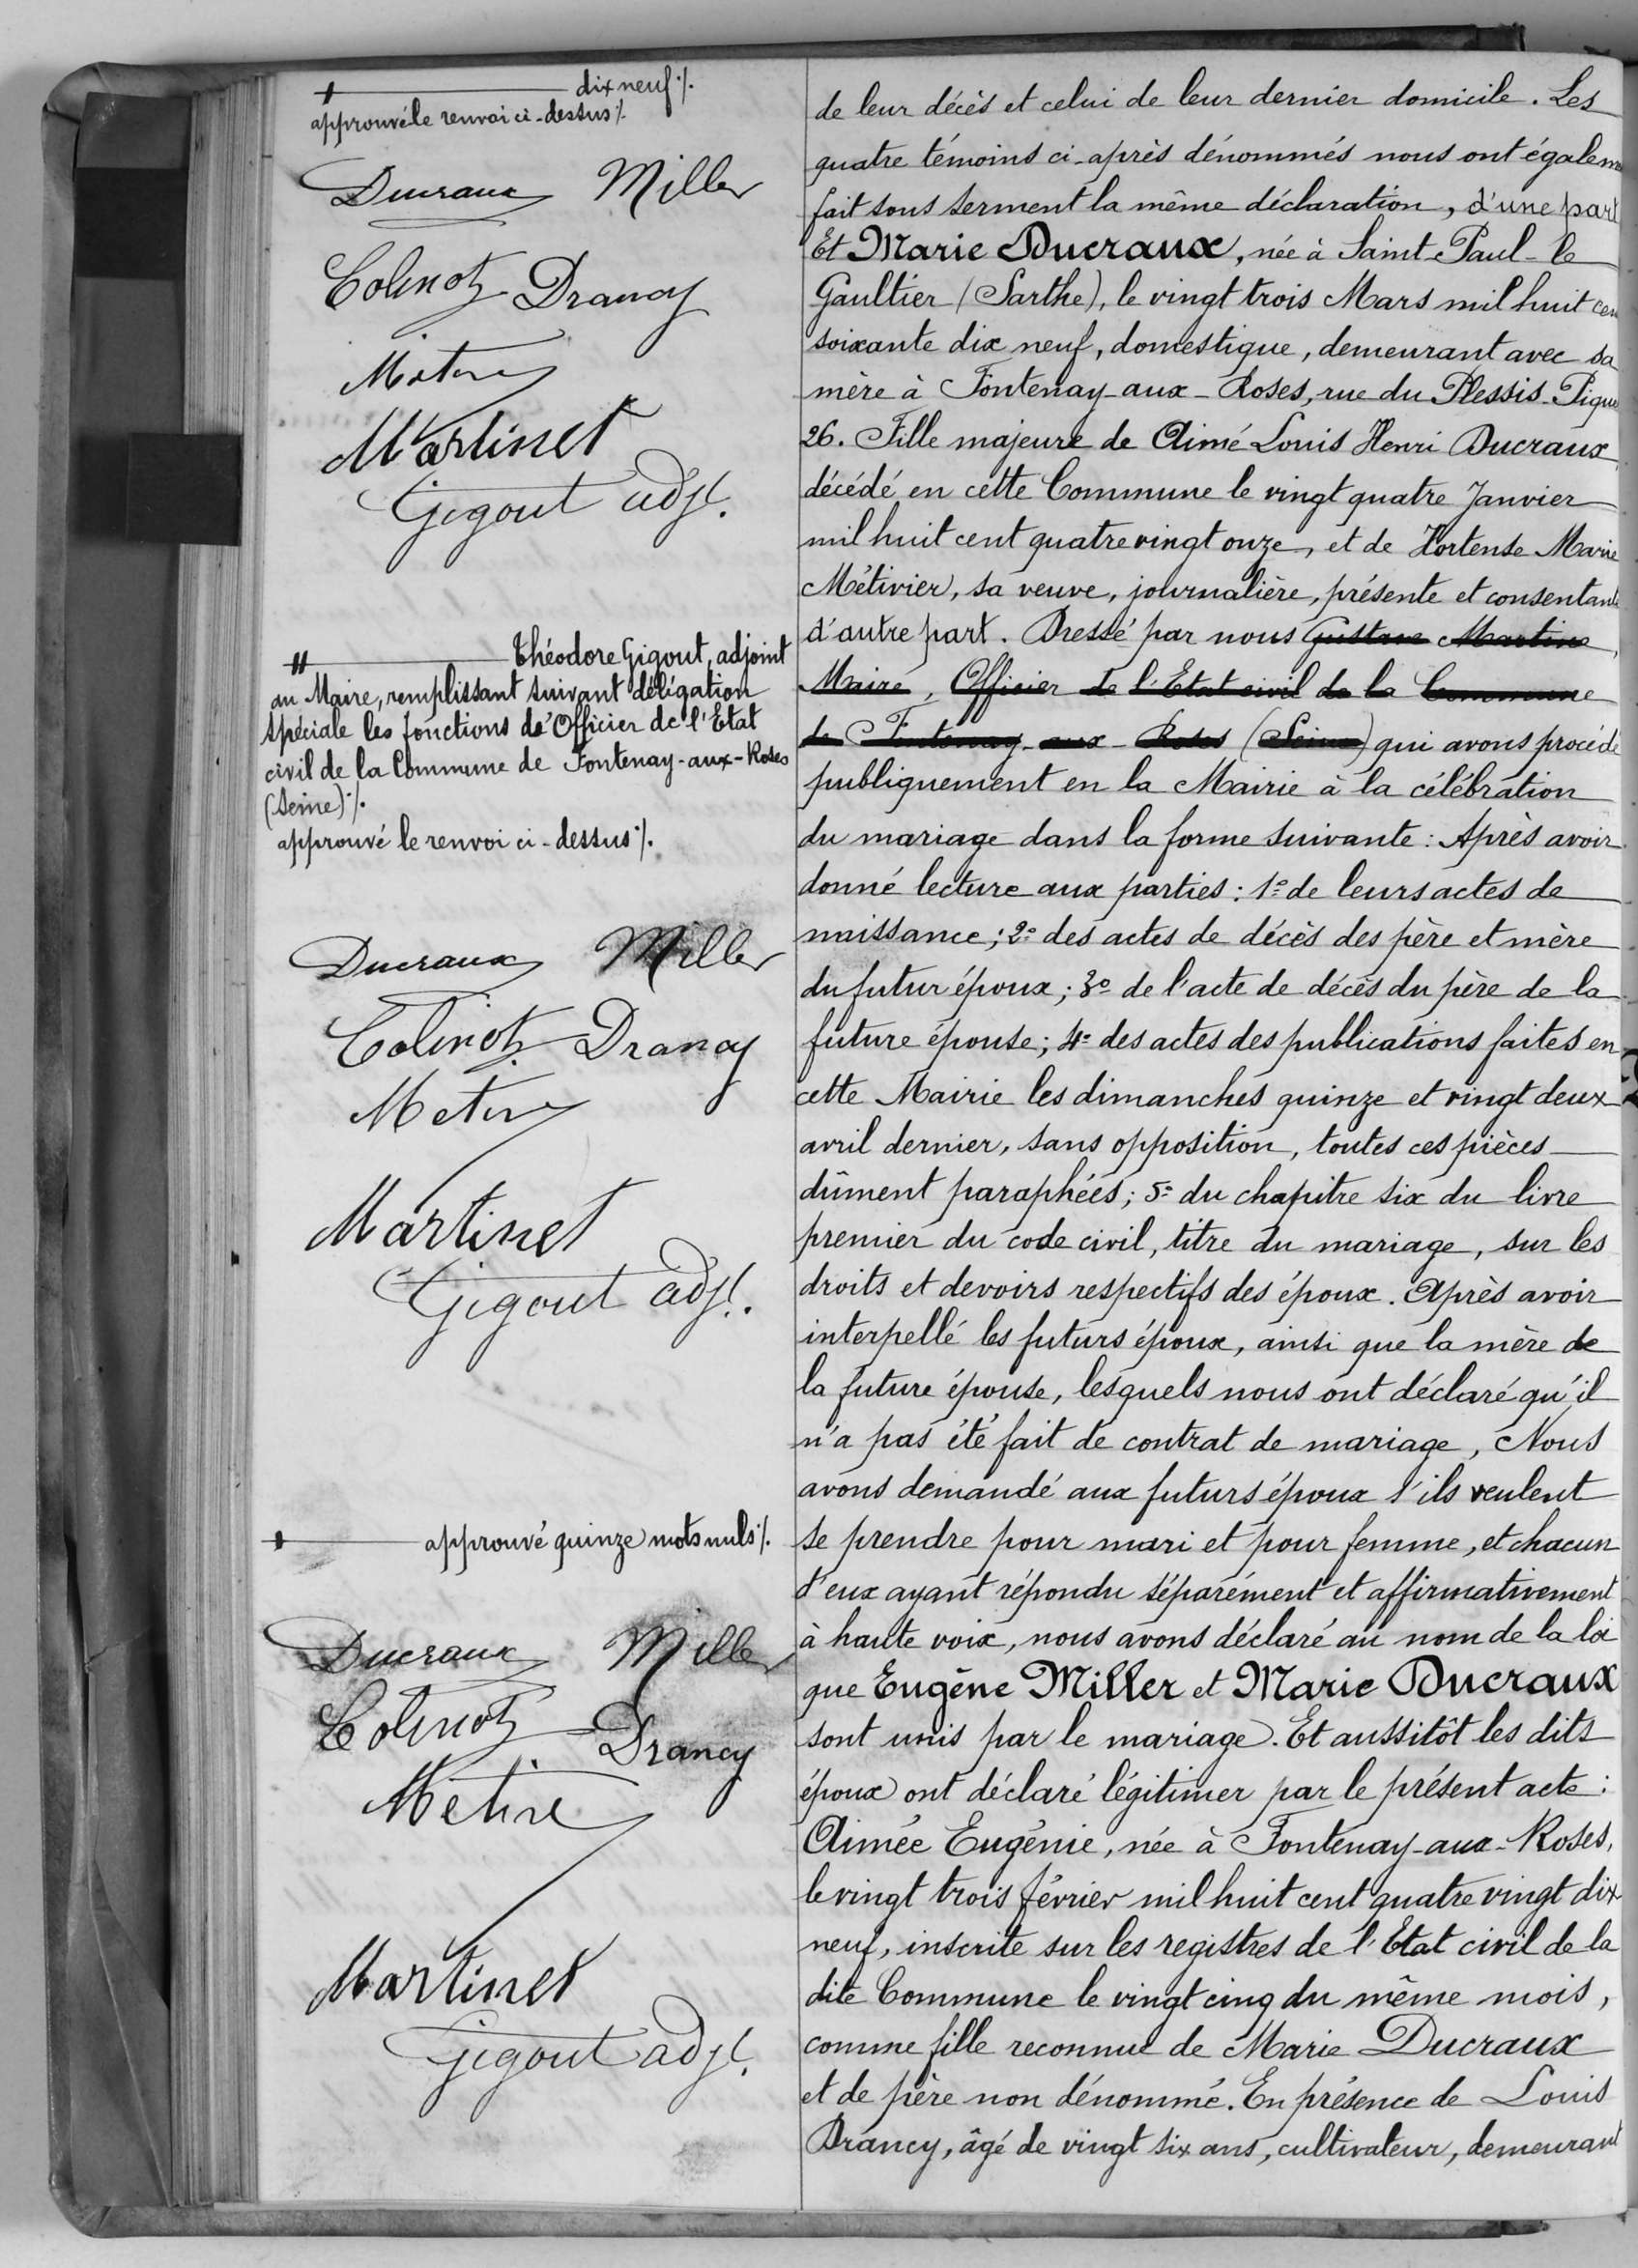 dix neuf ./.
approuvé le renvoi ci-dessus ./.
Ducraux Miller
Colinot Drancy
Martinet
Gigout adjt.
" Théodore Gigout, adjoint
au Maire, remplissant suivant délégation
spéciale les fonctions d'Officier de l'Etat
civil de la Commune de Fontenay-aux-Roses
(Seine) ./.
approuvé le renvoi ci-dessus ./.
Ducraux Miller
Colinot Drancy
Martinet
Gigout adjt.
approuvé quinze mots nuls ./.
Ducraux Miller
Colinot Drancy
Martinet
Gigout adjt.
de leur décès et celui de leur dernier domicile. Les
quatre témoins ci-après dénommés nous ont égalem
fait sous serment la même déclaration, d'une part
Et Marie Ducraux, née à Saint-Paul-le
Gaultier (Sarthe), le vingt trois Mars mil huit cen
soixante dix neuf, domestique, demeurant avec sa
mère à Fontenay-aux-Roses, rue du Plessis-Pique
26. Fille majeure de Aimé Louis Henri Ducraux,
décédé en cette Commune le vingt quatre Janvier
mil huit cent quatre vingt onze, et de Hortense Marie
Métivier, sa veuve, journalière, présente et consentante
d'autre part. Dressé par nous Gustave Martine,
Maire, Officier de l'Etat civil de la Commune
de Fontenay-aux-Roses (Seine) qui avons procédé
publiquement en la Mairie à la célébration
du mariage dans la forme suivante : Après avoir
donné lecture aux parties : 1º de leurs actes de
naissance ; 2º des actes de décès des père et mère
du futur époux ; 3º de l'acte de décès du père de la
future épouse ; 4º des actes des publications faites en
cette Mairie les dimanches quinze et vingt deux
avril dernier, sans opposition, toutes ces pièces
dûment paraphées ; 5º du chapitre six du livre
premier du code civil, titre du mariage, sur les
droits et devoirs respectifs des époux. Après avoir
interpellé les futurs époux, ainsi que la mère de
la future épouse, lesquels nous ont déclaré qu'il
n'a pas été fait de contrat de mariage, Nous
avons demandé aux futurs époux s'ils veulent
se prendre pour mari et pour femme, et chacun
d'eux ayant répondu séparément et affirmativement
à haute voix, nous avons déclaré au nom de la loi
que Eugène Miller et Marie Ducraux
sont unis par le mariage. Et aussitôt les dits
époux ont déclaré légitimer par le présent acte :
Aimée Eugénie, née à Fontenay-aux-Roses,
le vingt trois février mil huit cent quatre vingt dix
neuf, inscrite sur les registres de l'Etat civil de la
dite Commune le vingt cinq du même mois,
comme fille reconnue de Marie Ducraux
et de père non dénommé. En présence de Louis
Drancy, âgé de vingt six ans, cultivateur, demeurant